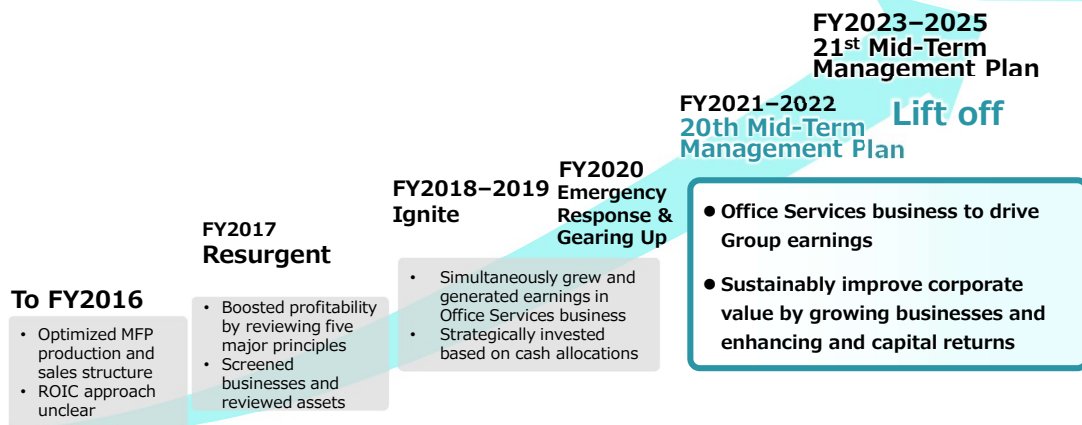 To FY2016
• Optimized MFP
production and
sales structure
• ROIC approach
unclear
FY2017
Resurgent
• Boosted profitability
by reviewing five
major principles
• Screened
businesses and
reviewed assets
FY2018–2019
Ignite
FY2020
Emergency
Response &
Gearing Up
• Simultaneously grew and
generated earnings in
Office Services business
• Strategically invested
based on cash allocations
FY2021–2022
20th Mid-Term
Management Plan
FY2023–2025
21st Mid-Term
Management Plan
Lift off
● Office Services business to drive
Group earnings
● Sustainably improve corporate
value by growing businesses and
enhancing and capital returns